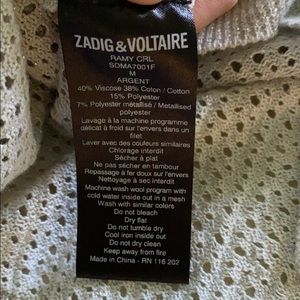 ZADIG&VOLTAIRE
RAMY CRL
SDMA7001F
M
ARGENT
40% Viscose 38% Coton / Cotton
15% Polyester
7% Polyester métallisé / Metallised
polyester
Lavage à la machine programme
délicat à froid sur l'envers dans un
filet
Laver avec des couleurs similaires
Chlorage interdit
Sécher à plat
Ne pas sécher en tambour
Repassage à fer doux sur l'envers
Nettoyage à sec interdit
Machine wash wool program with
cold water inside out in a mesh
Wash with similar colors
Do not bleach
Dry flat
Do not tumble dry
Cool iron inside out
Do not dry clean
Keep away from fire
Made in China - RN 116 202